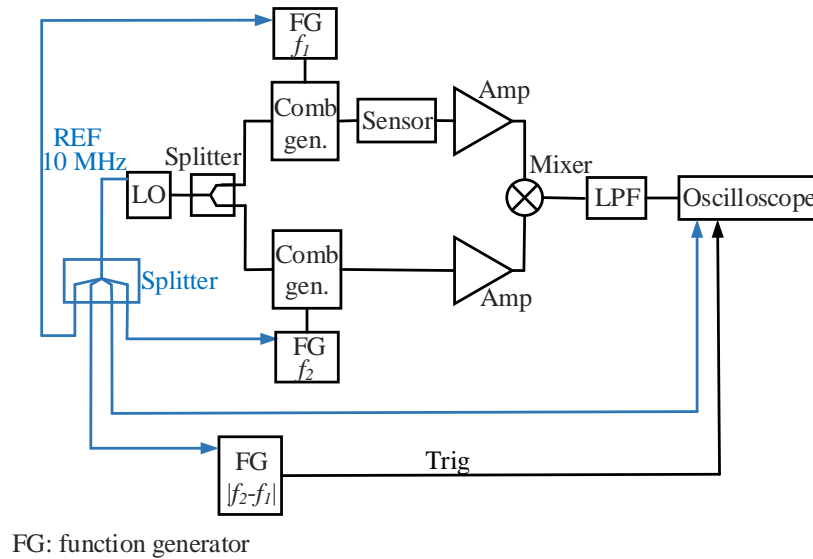 FG
f1
Comb
gen.
Sensor
Amp
REF
10 MHz
Splitter
LO
Mixer
LPF
Oscilloscope
Splitter
Comb
gen.
Amp
FG
f2
FG
|f2-f1|
Trig
FG: function generator